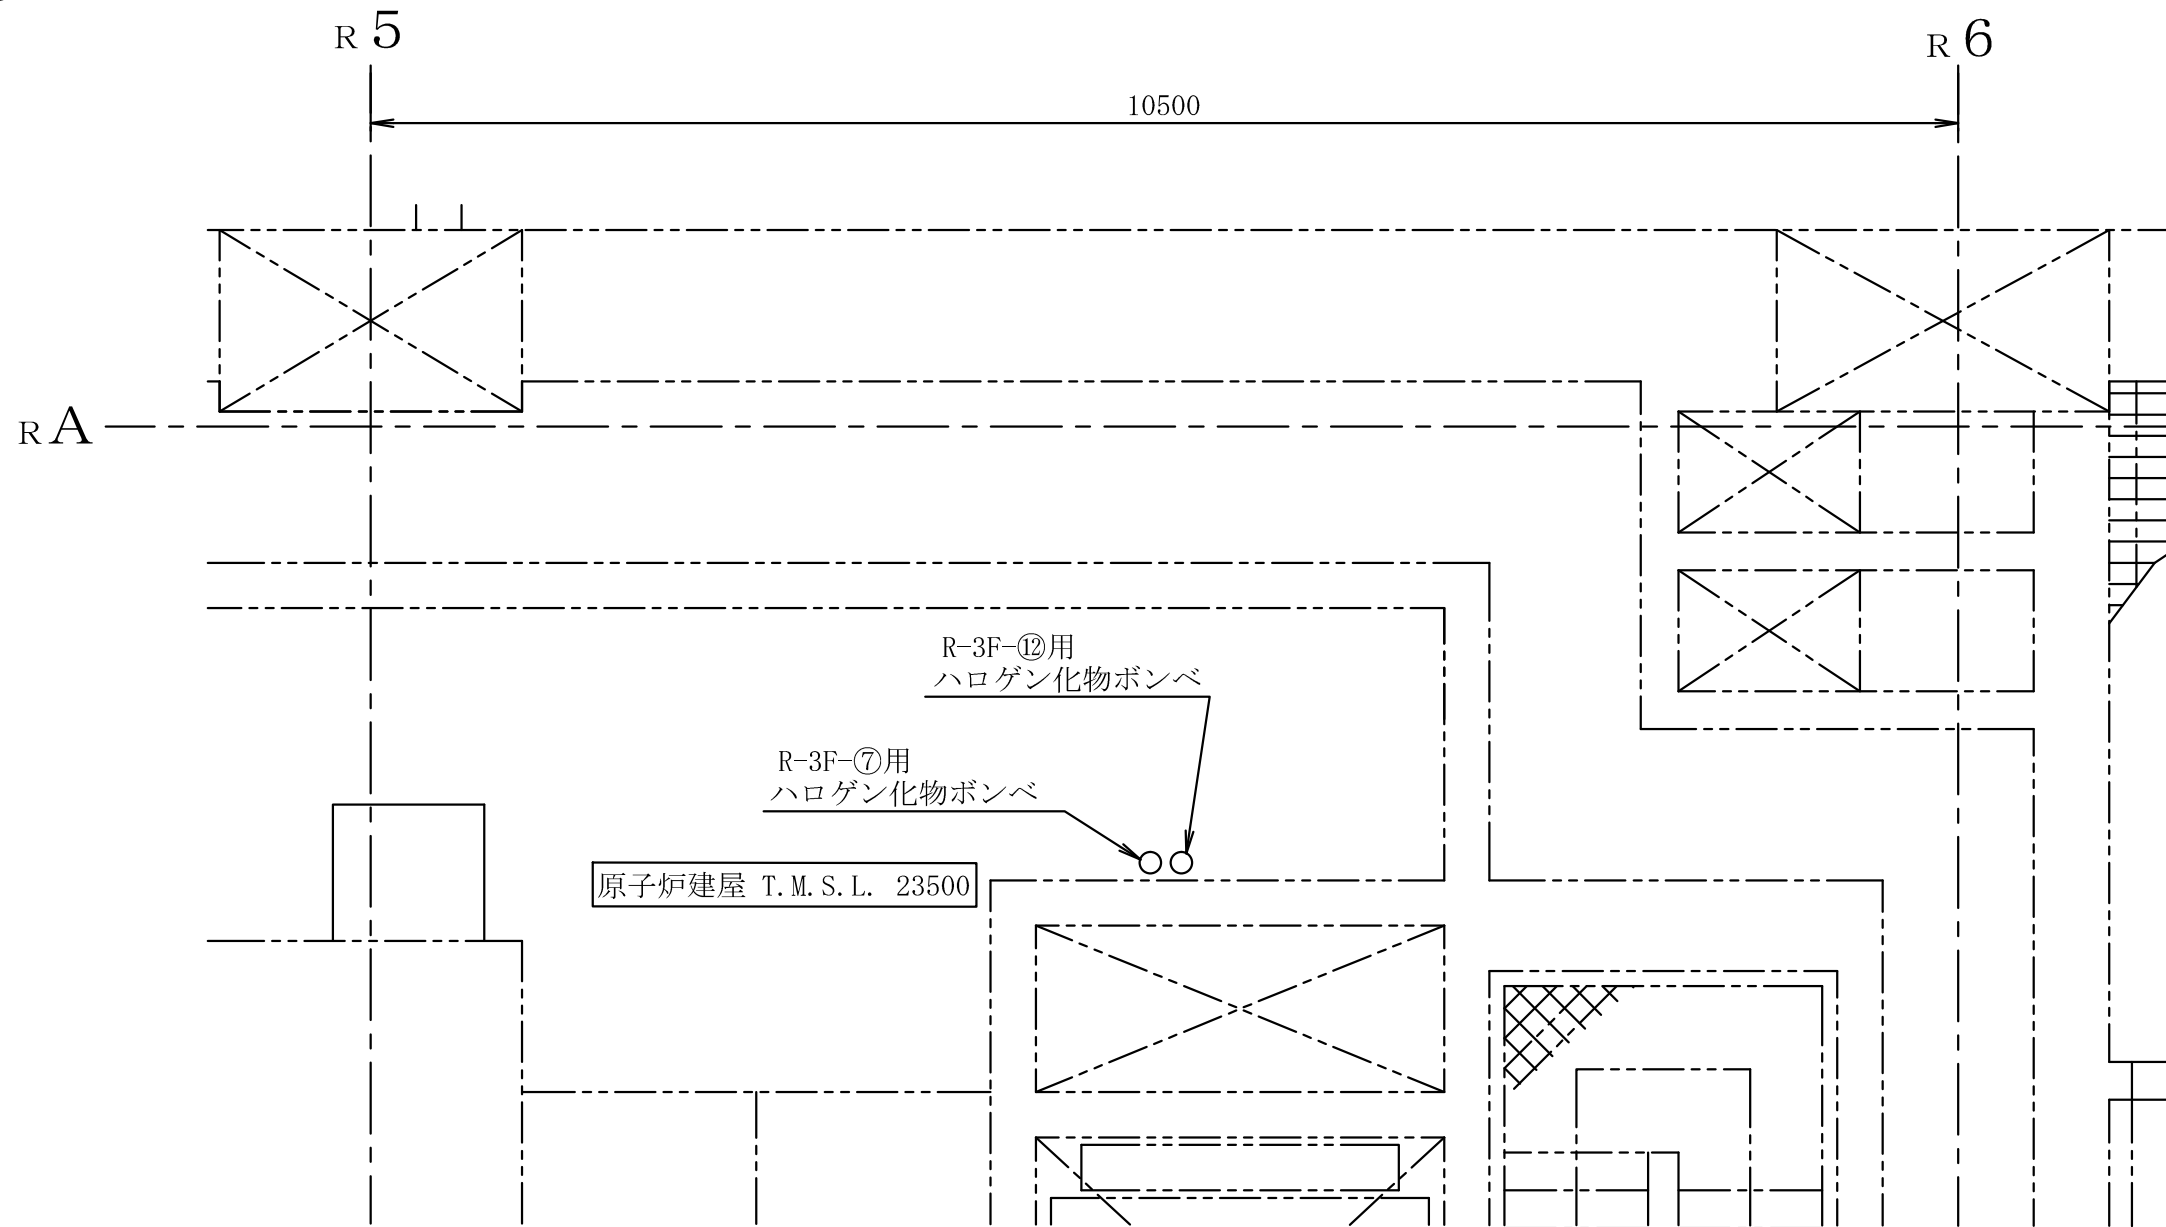 R 5
R 6
10500
R A
R-3F-⑫用
ハロゲン化物ボンベ
R-3F-⑦用
ハロゲン化物ボンベ
原子炉建屋 T.M.S.L. 23500